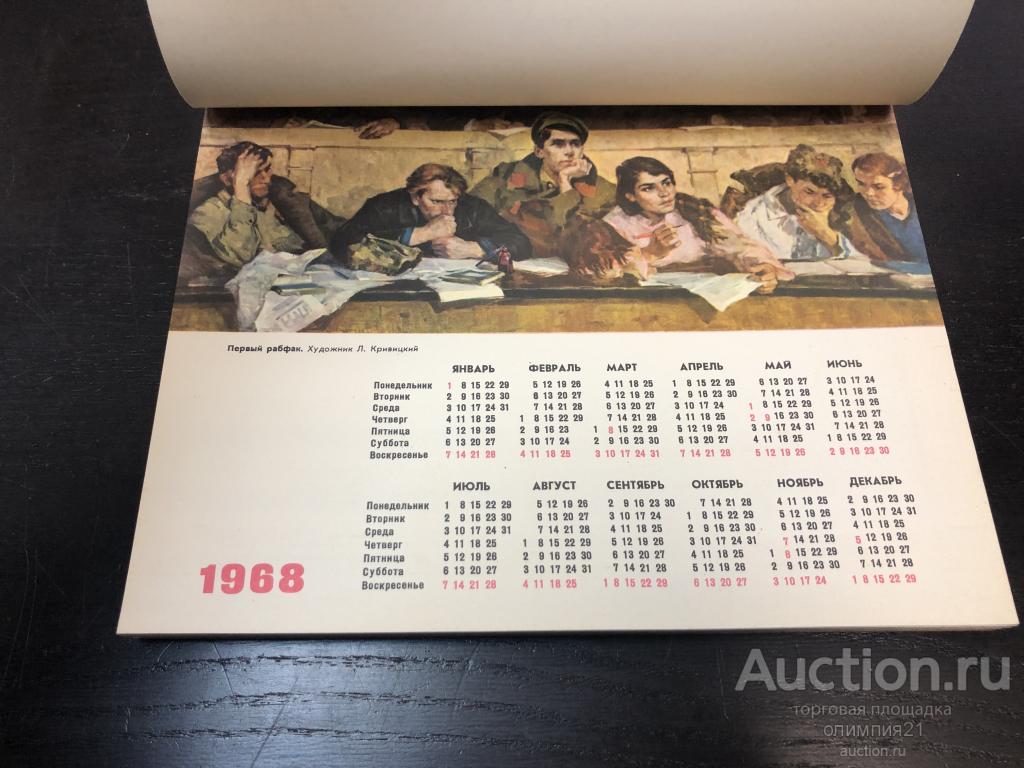 Первый рабфак. Художник Л. Кривицкий
ЯНВАРЬ ФЕВРАЛЬ МАРТ АПРЕЛЬ МАЙ ИЮНЬ
Понедельник 1 8 15 22 29 5 12 19 26 4 11 18 25 1 8 15 22 29 6 13 20 27 3 10 17 24
Вторник 2 9 16 23 30 6 13 20 27 5 12 19 26 2 9 16 23 30 7 14 21 28 4 11 18 25
Среда 3 10 17 24 31 7 14 21 28 6 13 20 27 3 10 17 24 1 8 15 22 29 5 12 19 26
Четверг 4 11 18 25 1 8 15 22 29 7 14 21 28 4 11 18 25 2 9 16 23 30 6 13 20 27
Пятница 5 12 19 26 2 9 16 23 1 8 15 22 29 5 12 19 26 3 10 17 24 31 7 14 21 28
Суббота 6 13 20 27 3 10 17 24 2 9 16 23 30 6 13 20 27 4 11 18 25 1 8 15 22 29
Воскресенье 7 14 21 28 4 11 18 25 3 10 17 24 31 7 14 21 28 5 12 19 26 2 9 16 23 30
ИЮЛЬ АВГУСТ СЕНТЯБРЬ ОКТЯБРЬ НОЯБРЬ ДЕКАБРЬ
Понедельник 1 8 15 22 29 5 12 19 26 2 9 16 23 30 7 14 21 28 4 11 18 25 2 9 16 23 30
Вторник 2 9 16 23 30 6 13 20 27 3 10 17 24 1 8 15 22 29 5 12 19 26 3 10 17 24 31
Среда 3 10 17 24 31 7 14 21 28 4 11 18 25 2 9 16 23 30 6 13 20 27 4 11 18 25
Четверг 4 11 18 25 1 8 15 22 29 5 12 19 26 3 10 17 24 31 7 14 21 28 5 12 19 26
Пятница 5 12 19 26 2 9 16 23 30 6 13 20 27 4 11 18 25 1 8 15 22 29 6 13 20 27
Суббота 6 13 20 27 3 10 17 24 31 7 14 21 28 5 12 19 26 2 9 16 23 30 7 14 21 28
Воскресенье 7 14 21 28 4 11 18 25 1 8 15 22 29 6 13 20 27 3 10 17 24 1 8 15 22 29
1968
Auction.ru
торговая площадка
олимпия21
auction.ru